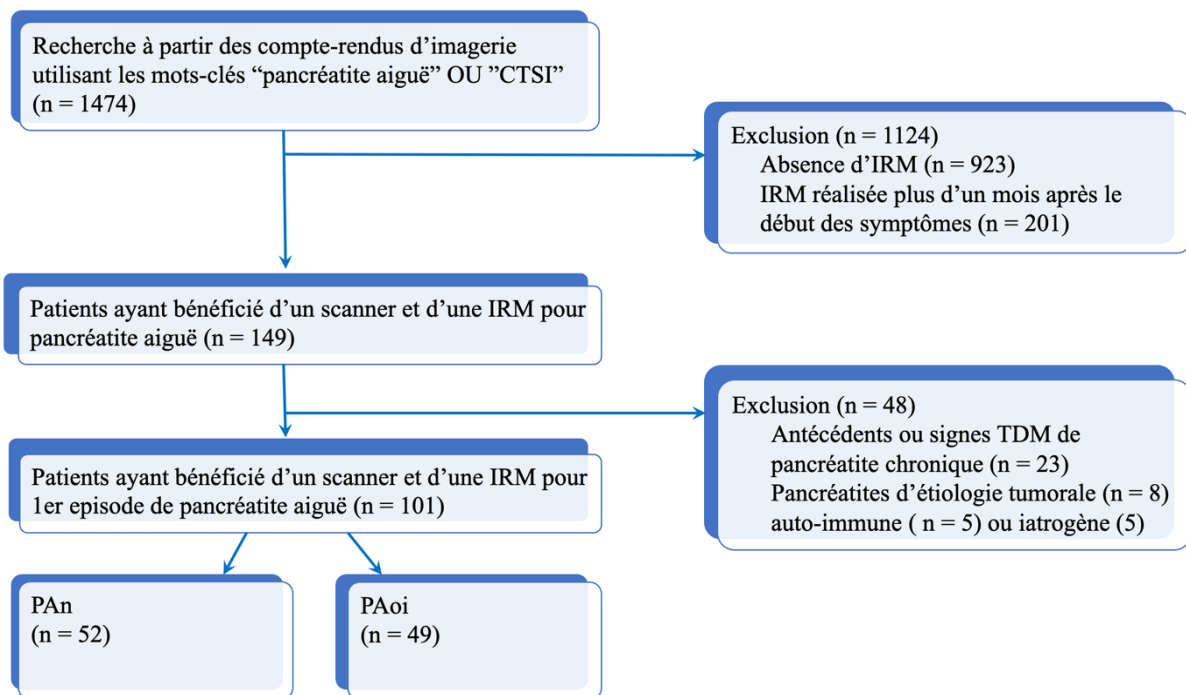 Recherche à partir des compte-rendus d’imagerie
utilisant les mots-clés “pancréatite aiguë” OU ”CTSI”
(n = 1474)
Exclusion (n = 1124)
Absence d’IRM (n = 923)
IRM réalisée plus d’un mois après le
début des symptômes (n = 201)
Patients ayant bénéficié d’un scanner et d’une IRM pour
pancréatite aiguë (n = 149)
Exclusion (n = 48)
Antécédents ou signes TDM de
pancréatite chronique (n = 23)
Pancréatites d’étiologie tumorale (n = 8)
auto-immune ( n = 5) ou iatrogène (5)
Patients ayant bénéficié d’un scanner et d’une IRM pour
1er episode de pancréatite aiguë (n = 101)
PAn
(n = 52)
PAoi
(n = 49)